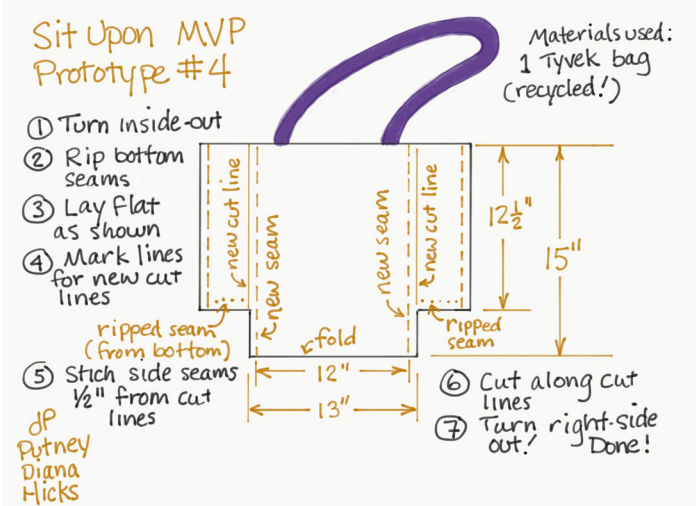 Sit Upon MVP
Prototype #4
Materials used:
1 Tyvek bag
(recycled!)
① Turn inside-out
② Rip bottom
seams
③ Lay flat
as shown
④ Mark lines
for new cut
lines
new cut line
new seam
new seam
new cut line
12½"
15"
ripped seam
(from bottom)
fold
ripped
seam
12"
13"
⑤ Stich side seams
½" from cut
lines
⑥ Cut along cut
lines
⑦ Turn right-side
out! Done!
dP
Putney
Diana
Hicks